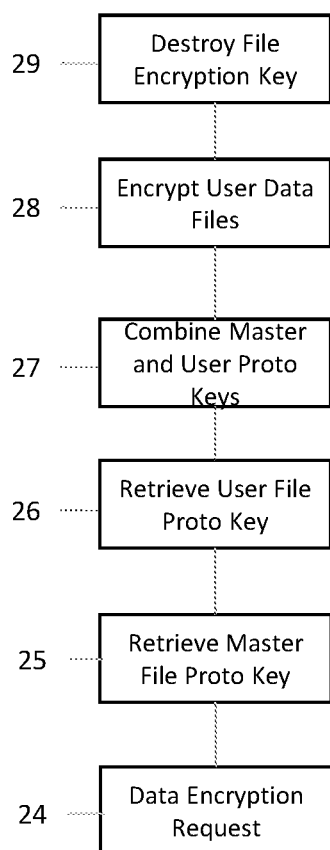 29
Destroy File
Encryption Key
28
Encrypt User Data
Files
27
Combine Master
and User Proto
Keys
26
Retrieve User File
Proto Key
25
Retrieve Master
File Proto Key
24
Data Encryption
Request